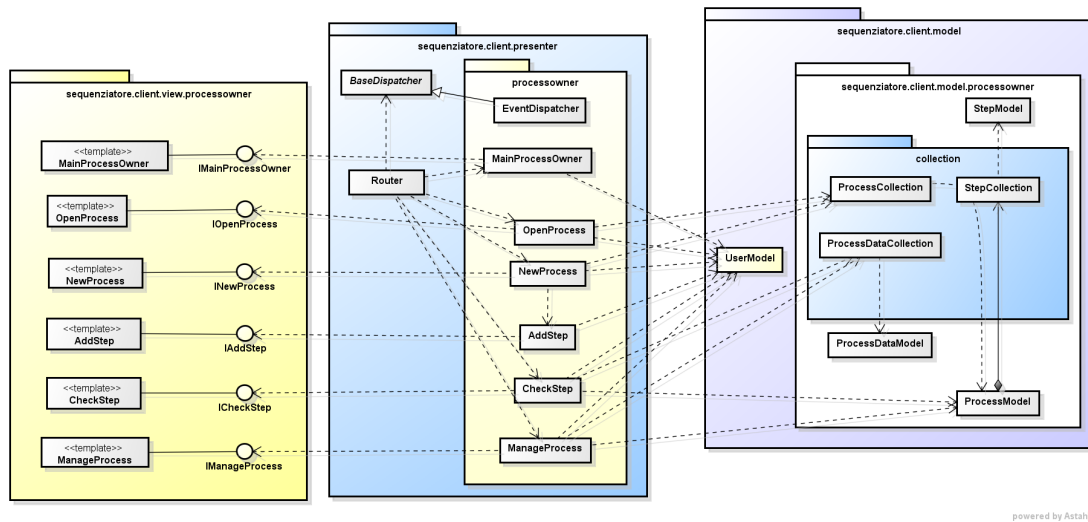 sequenziatore.client.view.processowner
<<template>>
MainProcessOwner
IMainProcessOwner
<<template>>
OpenProcess
IOpenProcess
<<template>>
NewProcess
INewProcess
<<template>>
AddStep
IAddStep
<<template>>
CheckStep
ICheckStep
<<template>>
ManageProcess
IManageProcess
sequenziatore.client.presenter
BaseDispatcher
Router
processowner
EventDispatcher
MainProcessOwner
OpenProcess
NewProcess
AddStep
CheckStep
ManageProcess
sequenziatore.client.model
UserModel
sequenziatore.client.model.processowner
StepModel
collection
ProcessCollection
StepCollection
ProcessDataCollection
ProcessDataModel
ProcessModel
powered by Astah